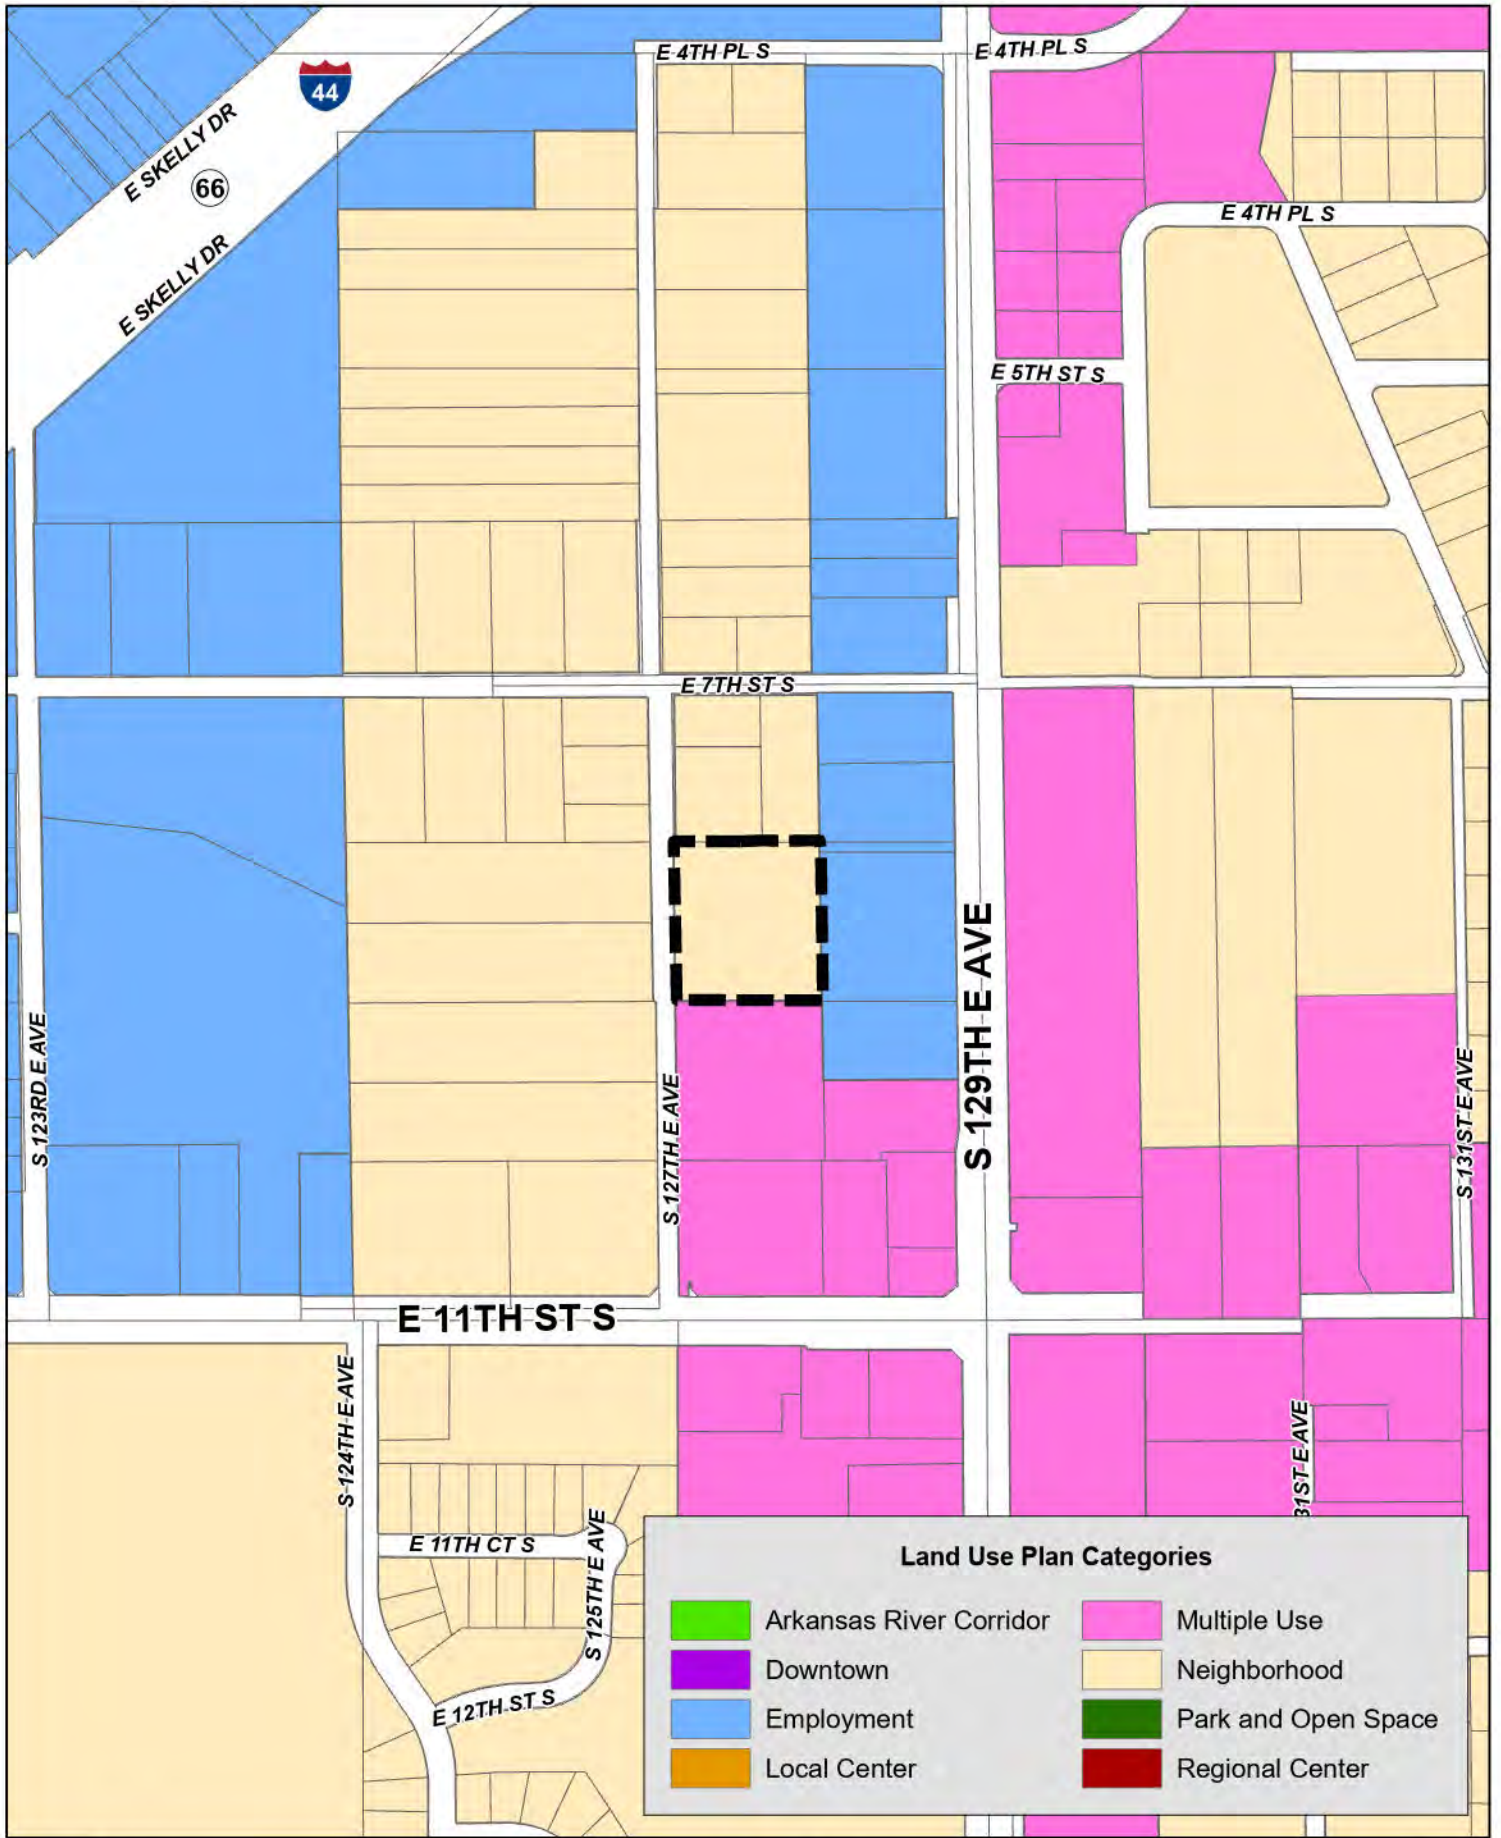 E 4TH PL S
E 4TH PL S
44
E SKELLY DR
66
E 4TH PL S
E SKELLY DR
E 5TH ST S
E 7TH ST S
S 129TH E AVE
S 123RD E AVE
S 127TH E AVE
S 131ST E AVE
E 11TH ST S
S 124TH E AVE
31ST E AVE
E 11TH CT S
S 125TH E AVE
E 12TH ST S
Land Use Plan Categories
Arkansas River Corridor
Downtown
Employment
Local Center
Multiple Use
Neighborhood
Park and Open Space
Regional Center